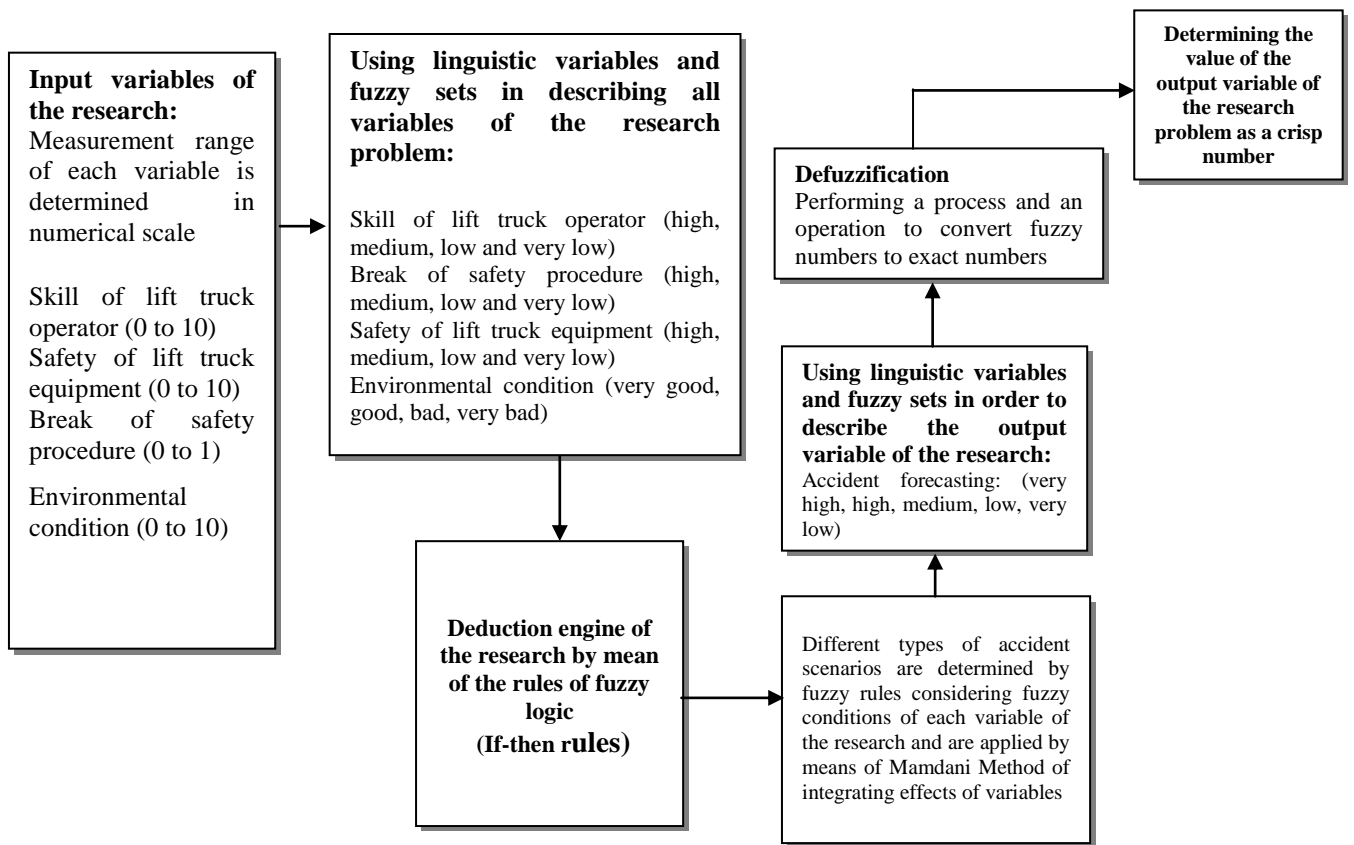 Input variables of
the research:
Measurement range
of each variable is
determined in
numerical scale
Skill of lift truck
operator (0 to 10)
Safety of lift truck
equipment (0 to 10)
Break of safety
procedure (0 to 1)
Environmental
condition (0 to 10)
Using linguistic variables and
fuzzy sets in describing all
variables of the research
problem:
Skill of lift truck operator (high,
medium, low and very low)
Break of safety procedure (high,
medium, low and very low)
Safety of lift truck equipment (high,
medium, low and very low)
Environmental condition (very good,
good, bad, very bad)
Deduction engine of
the research by mean
of the rules of fuzzy
logic
(If-then rules)
Different types of accident
scenarios are determined by
fuzzy rules considering fuzzy
conditions of each variable of
the research and are applied by
means of Mamdani Method of
integrating effects of variables
Using linguistic variables
and fuzzy sets in order to
describe the output
variable of the research:
Accident forecasting: (very
high, high, medium, low, very
low)
Defuzzification
Performing a process and an
operation to convert fuzzy
numbers to exact numbers
Determining the
value of the
output variable of
the research
problem as a crisp
number